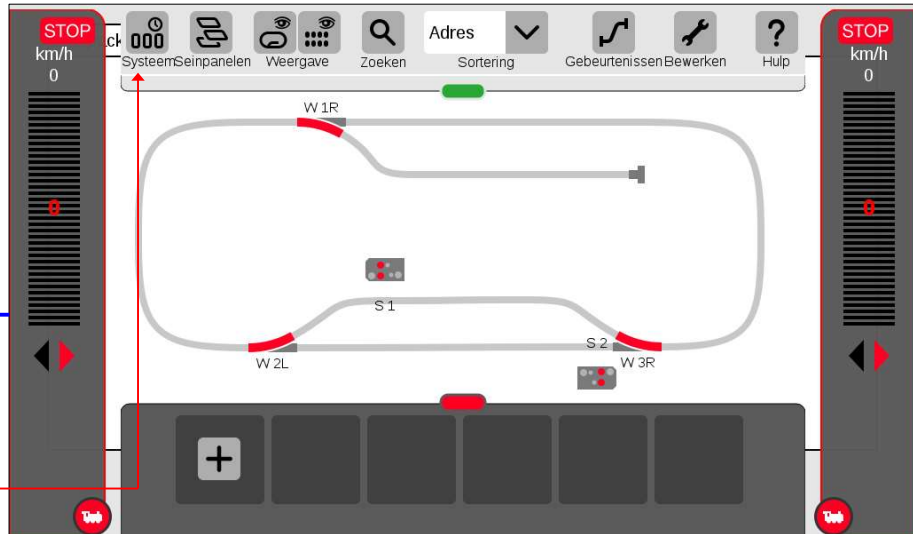 STOP
km/h
0
0
ck
Systeem
Seinpanelen
Weergave
Zoeken
Adres
Sortering
Gebeurtenissen
Bewerken
?
Hulp
STOP
km/h
0
0
W 1R
S 1
W 2L
S 2
W 3R
+